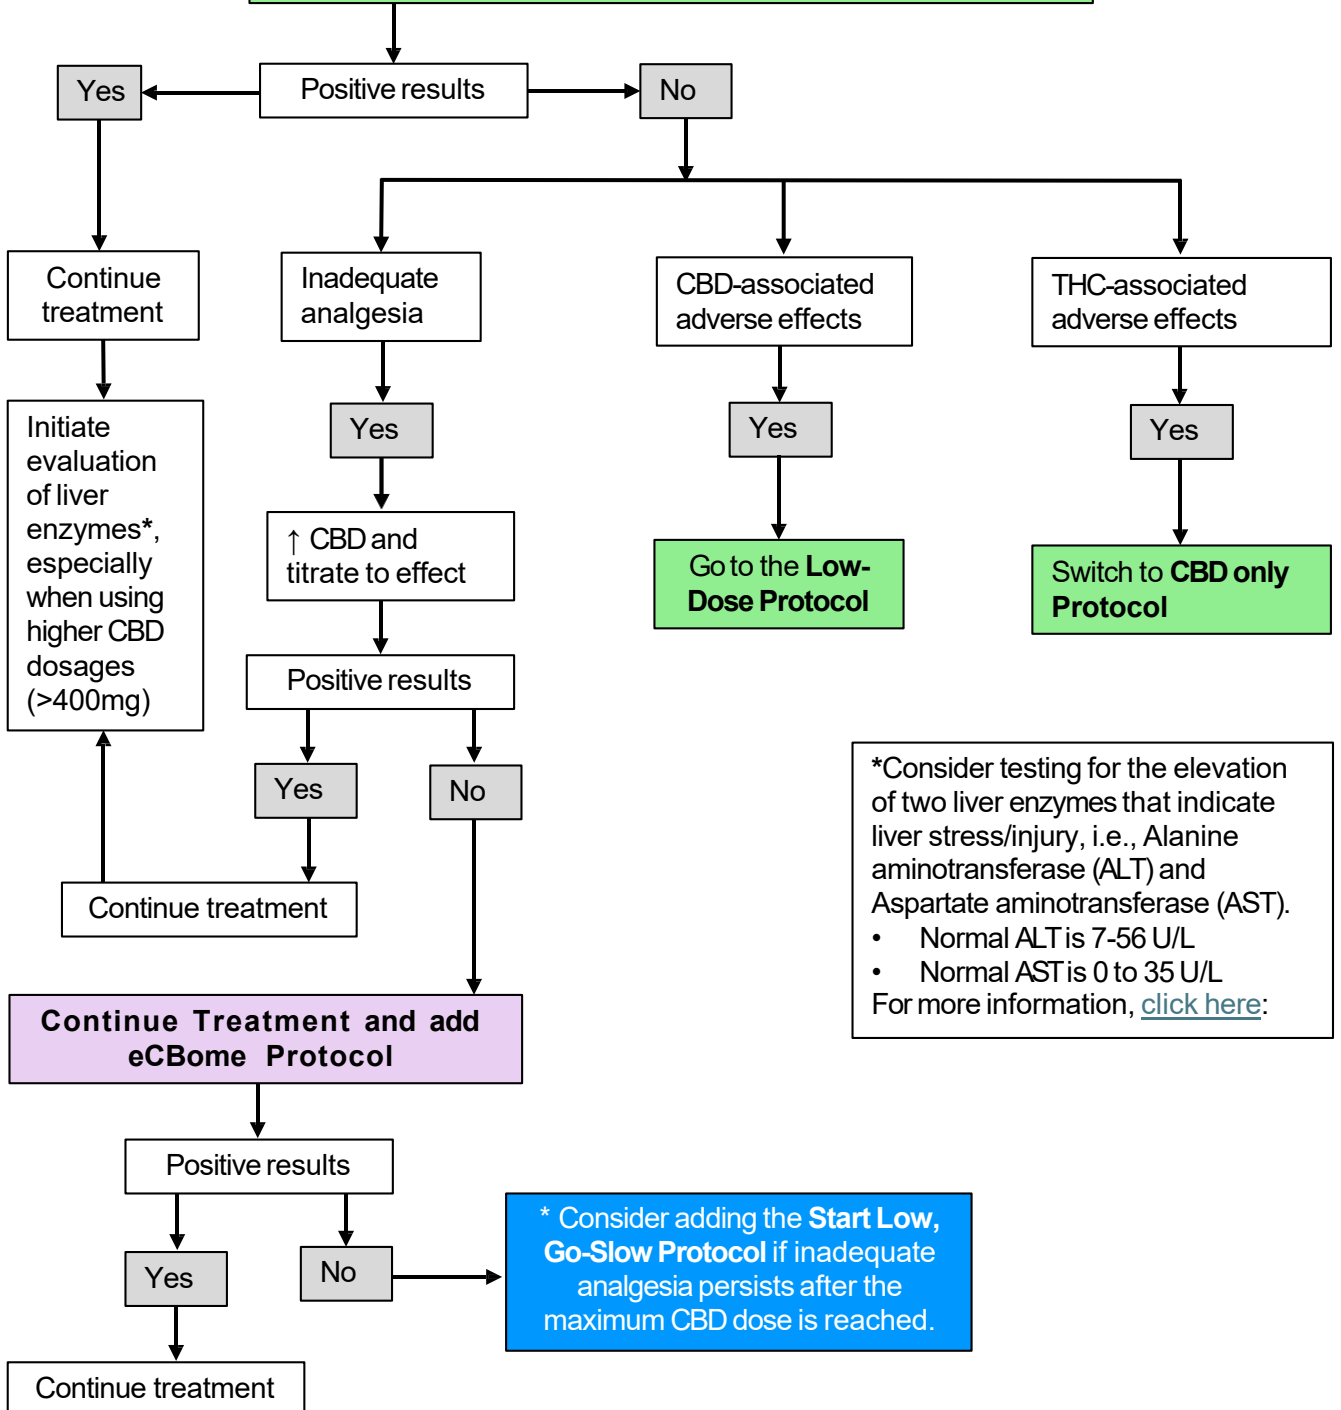 Yes
Positive results
No
Continue
treatment
Inadequate
analgesia
CBD-associated
adverse effects
THC-associated
adverse effects
Initiate
evaluation
of liver
enzymes*,
especially
when using
higher CBD
dosages
(>400mg)
Yes
Yes
Yes
↑ CBD and
titrate to effect
Go to the Low-
Dose Protocol
Switch to CBD only
Protocol
Positive results
Yes
No
Continue treatment
*Consider testing for the elevation
of two liver enzymes that indicate
liver stress/injury, i.e., Alanine
aminotransferase (ALT) and
Aspartate aminotransferase (AST).
• Normal ALT is 7-56 U/L
• Normal AST is 0 to 35 U/L
For more information, click here:
Continue Treatment and add
eCBome Protocol
Positive results
Yes
No
* Consider adding the Start Low,
Go-Slow Protocol if inadequate
analgesia persists after the
maximum CBD dose is reached.
Continue treatment